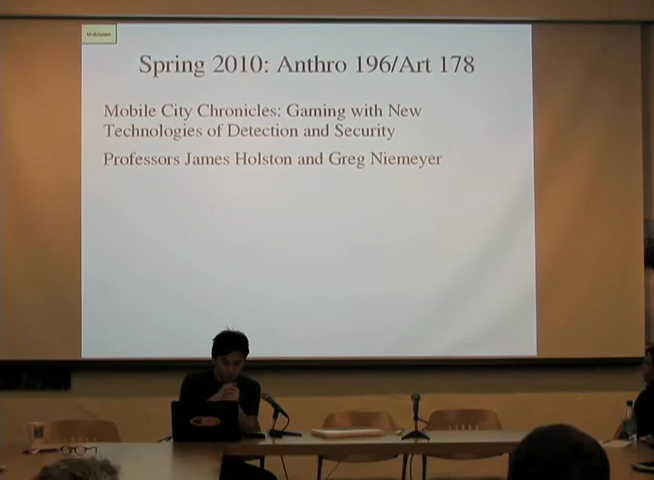 Unknown
Spring 2010: Anthro 196/Art 178
Mobile City Chronicles: Gaming with New
Technologies of Detection and Security
Professors James Holston and Greg Niemeyer